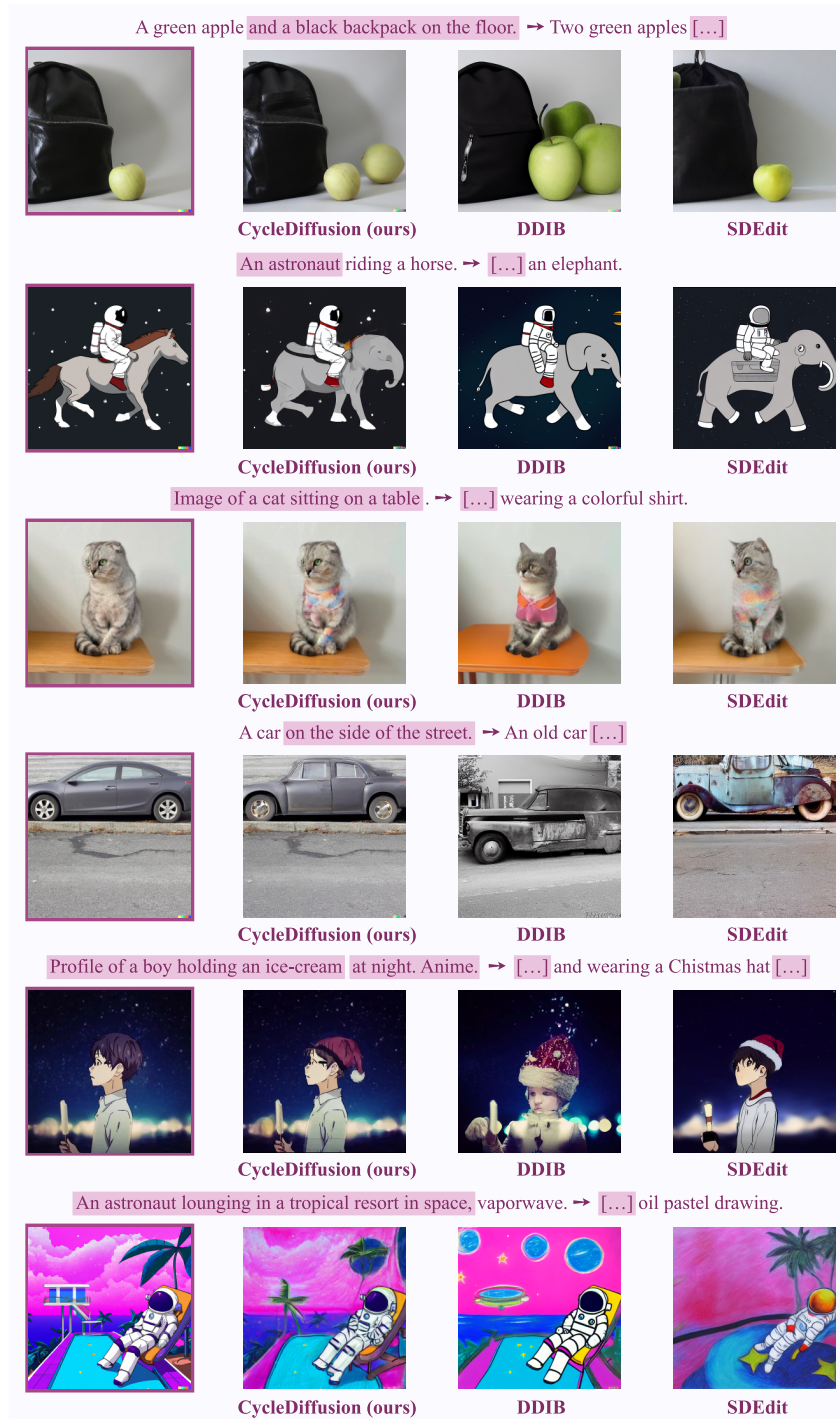 A green apple and a black backpack on the floor. → Two green apples […]
CycleDiffusion (ours) DDIB SDEdit
An astronaut riding a horse. → […] an elephant.
CycleDiffusion (ours) DDIB SDEdit
Image of a cat sitting on a table . → […] wearing a colorful shirt.
CycleDiffusion (ours) DDIB SDEdit
A car on the side of the street. → An old car […]
CycleDiffusion (ours) DDIB SDEdit
Profile of a boy holding an ice-cream at night. Anime. → […] and wearing a Chistmas hat […]
CycleDiffusion (ours) DDIB SDEdit
An astronaut lounging in a tropical resort in space, vaporwave. → […] oil pastel drawing.
CycleDiffusion (ours) DDIB SDEdit